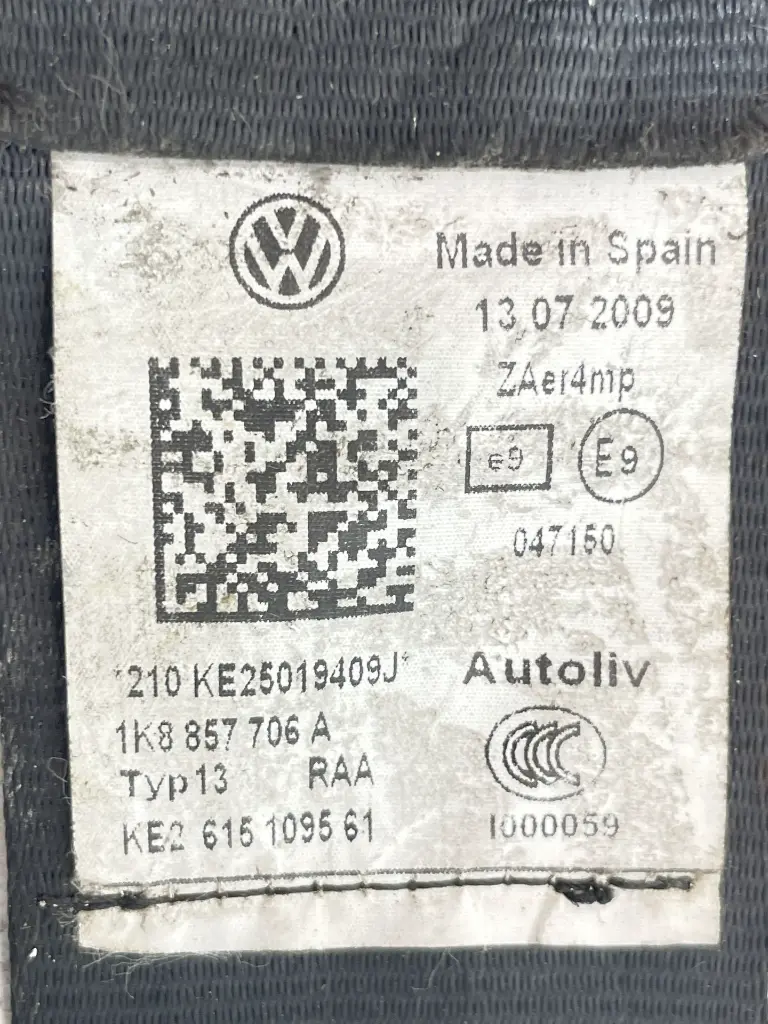 Made in Spain
13 07 2009
ZAer4mp
e9 E9
047150
*210 KE25019409J*
Autoliv
1K8 857 706 A
Typ13 RAA
KE2 615 1095 61
I000059